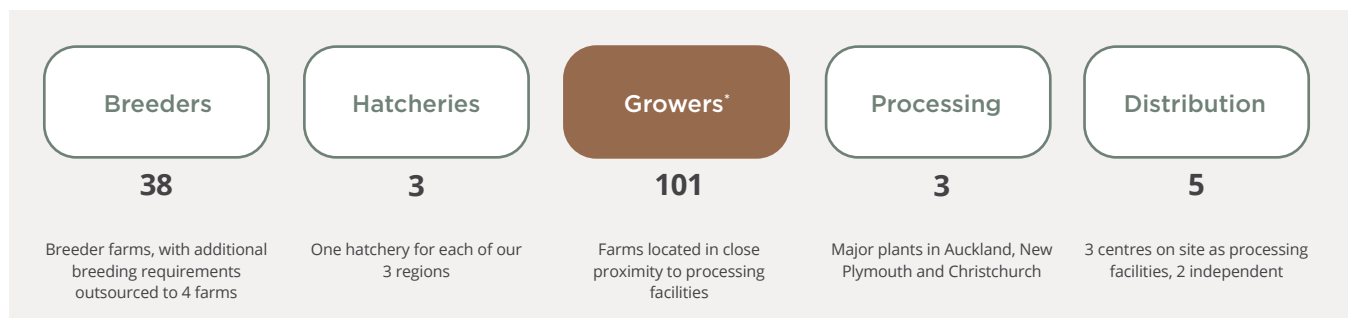 Breeders
38
Breeder farms, with additional
breeding requirements
outsourced to 4 farms
Hatcheries
3
One hatchery for each of our
3 regions
Growers*
101
Farms located in close
proximity to processing
facilities
Processing
3
Major plants in Auckland, New
Plymouth and Christchurch
Distribution
5
3 centres on site as processing
facilities, 2 independent